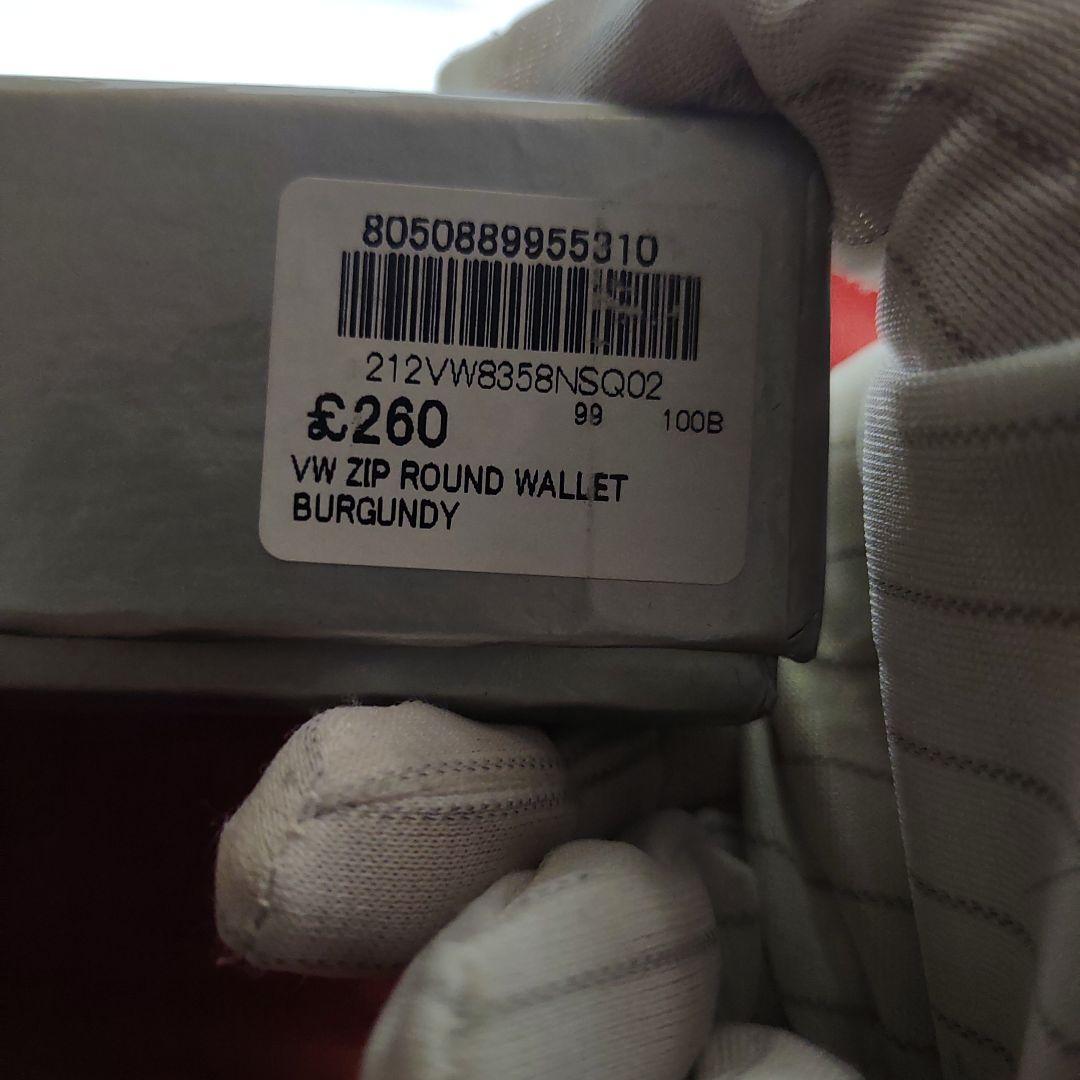 8050889955310
212VW8358NSQ02
£260 99 100B
VW ZIP ROUND WALLET
BURGUNDY